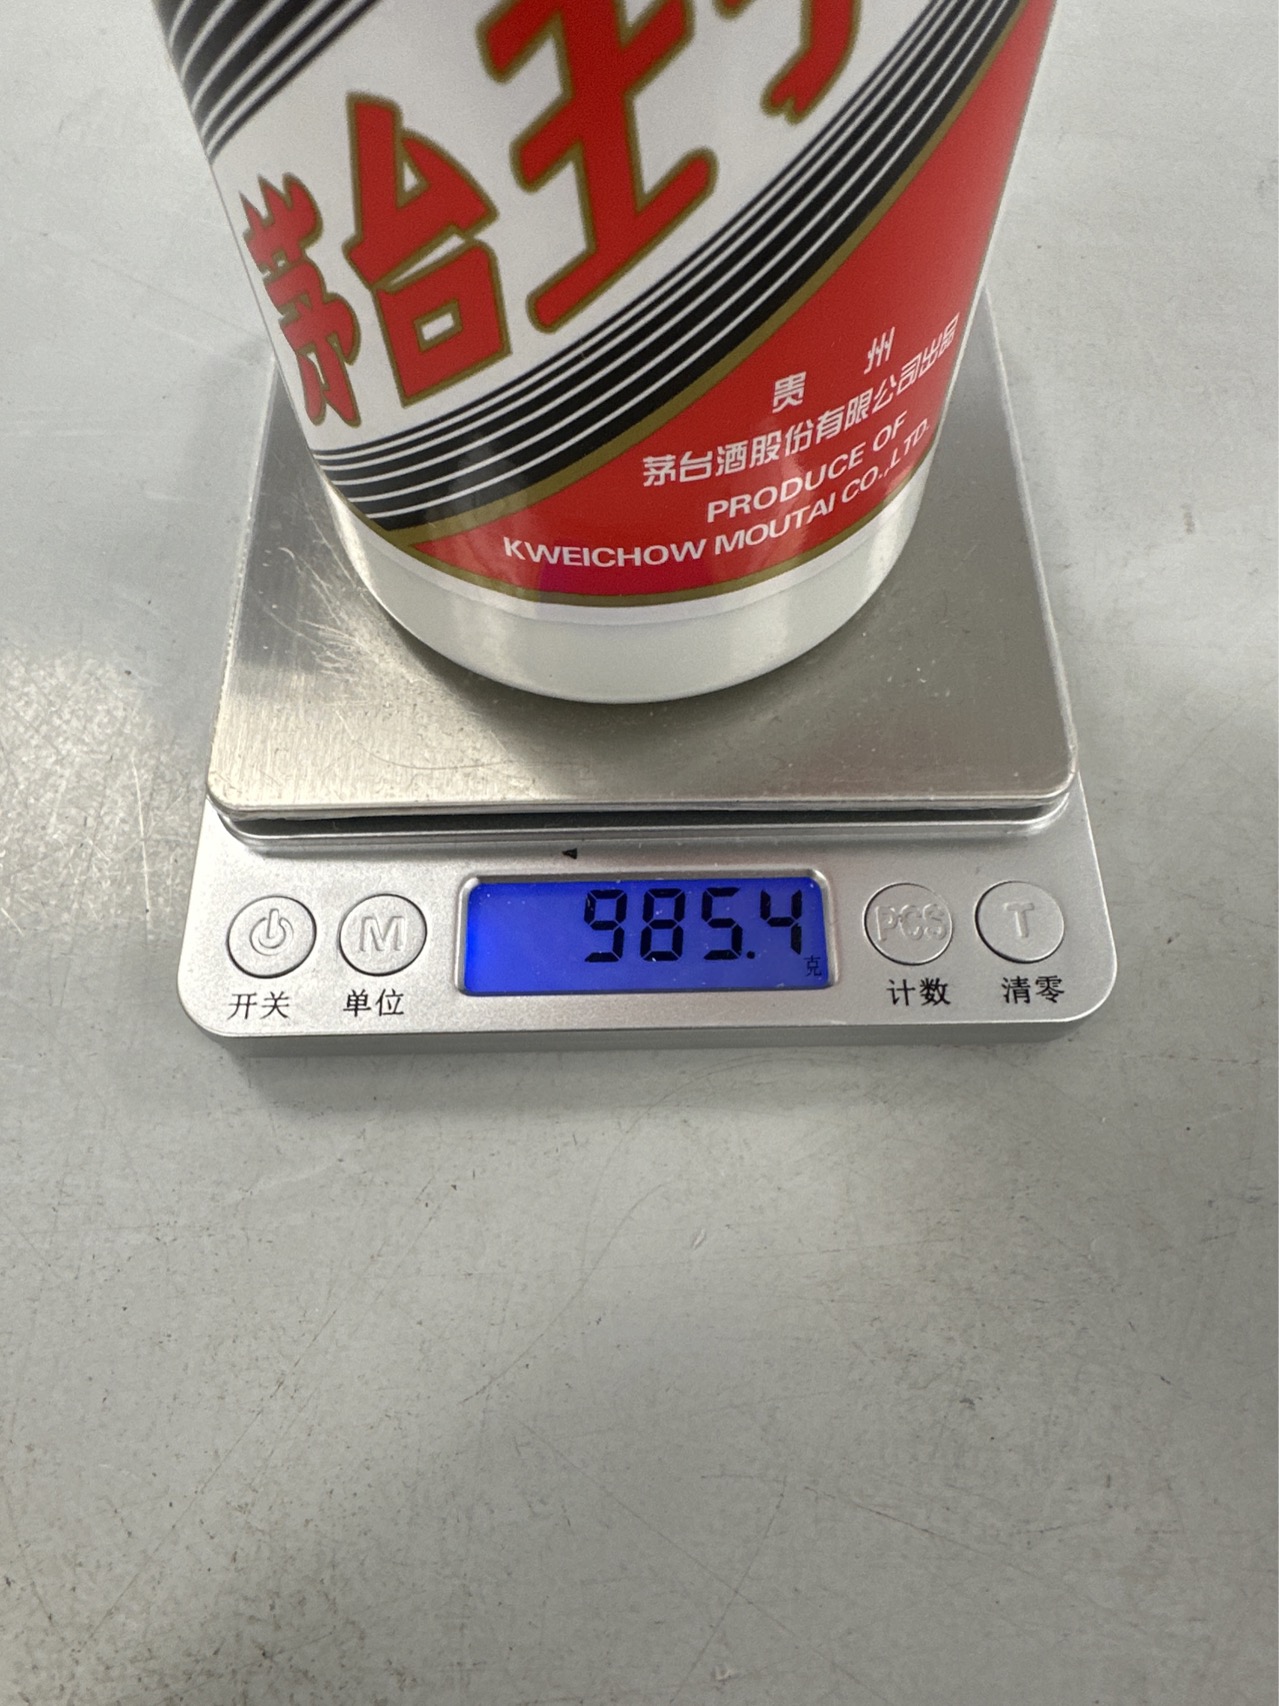 茅台王子
贵州
茅台酒股份有限公司出品
PRODUCE OF
KWEICHOW MOUTAI CO.,LTD.
985.4
克
M
PCS
T
开关
单位
计数
清零